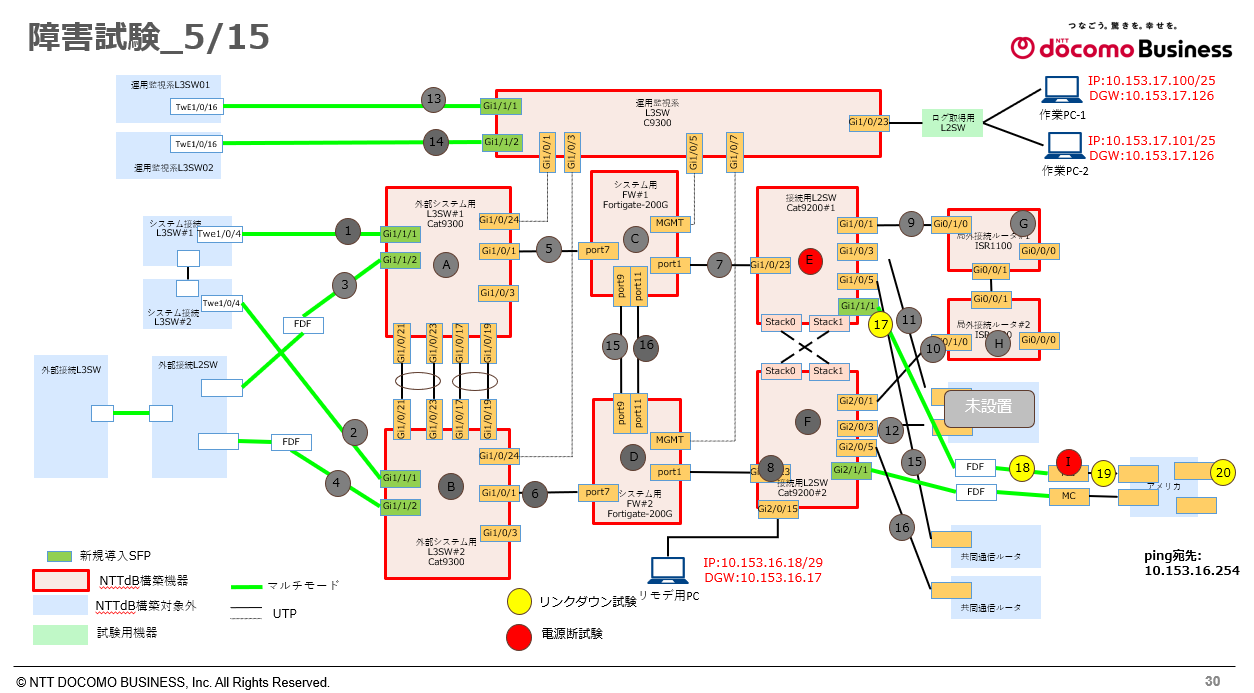 障害試験_5/15
つなごう。驚きを。幸せを。
NTT
docomo Business
運用監視系L3SW01
TwE1/0/16
13
Gi1/1/1
運用監視系
L3SW
C9300
Gi1/0/23
ログ取得用
L2SW
IP:10.153.17.100/25
DGW:10.153.17.126
作業PC-1
TwE1/0/16
運用監視系L3SW02
14
Gi1/1/2
Gi1/0/1
Gi1/0/3
Gi1/0/5
Gi1/0/7
IP:10.153.17.101/25
DGW:10.153.17.126
作業PC-2
システム接続
L3SW#1
Twe1/0/4
1
Gi1/1/1
Gi1/1/2
外部システム用
L3SW#1
Cat9300
A
Gi1/0/24
Gi1/0/1
Gi1/0/3
5
システム用
FW#1
Fortigate-200G
MGMT
C
port7
port1
port9
port11
7
接続用L2SW
Cat9200#1
Gi1/0/23
E
Gi1/0/1
Gi1/0/3
Gi1/0/5
Gi1/1/1
9
Gi0/1/0
G
局外接続ルータ#1
ISR1100
Gi0/0/0
Gi0/0/1
3
Twe1/0/4
システム接続
L3SW#2
FDF
Gi1/0/21
Gi1/0/23
Gi1/0/17
Gi1/0/19
15
16
Stack0
Stack1
17
11
Gi0/0/1
局外接続ルータ#2
H
Gi0/0/0
10
外部接続L3SW
外部接続L2SW
Stack0
Stack1
Gi1/0/21
Gi1/0/23
Gi1/0/17
Gi1/0/19
port9
port11
F
Gi2/0/1
Gi2/0/3
Gi2/0/5
Gi2/1/1
12
未設置
2
FDF
4
Gi1/1/1
Gi1/1/2
B
Gi1/0/24
Gi1/0/1
Gi1/0/3
外部システム用
L3SW#2
Cat9300
6
MGMT
D
port1
port7
システム用
FW#2
Fortigate-200G
8
接続用L2SW
Cat9200#2
Gi2/0/15
15
16
FDF
18
I
19
20
FDF
MC
アメリカ
共同通信ルータ
共同通信ルータ
ping宛先:
10.153.16.254
IP:10.153.16.18/29
DGW:10.153.16.17
リモデ用PC
新規導入SFP
NTTdB構築機器
NTTdB構築対象外
試験用機器
マルチモード
UTP
リンクダウン試験
電源断試験
© NTT DOCOMO BUSINESS, Inc. All Rights Reserved.
30